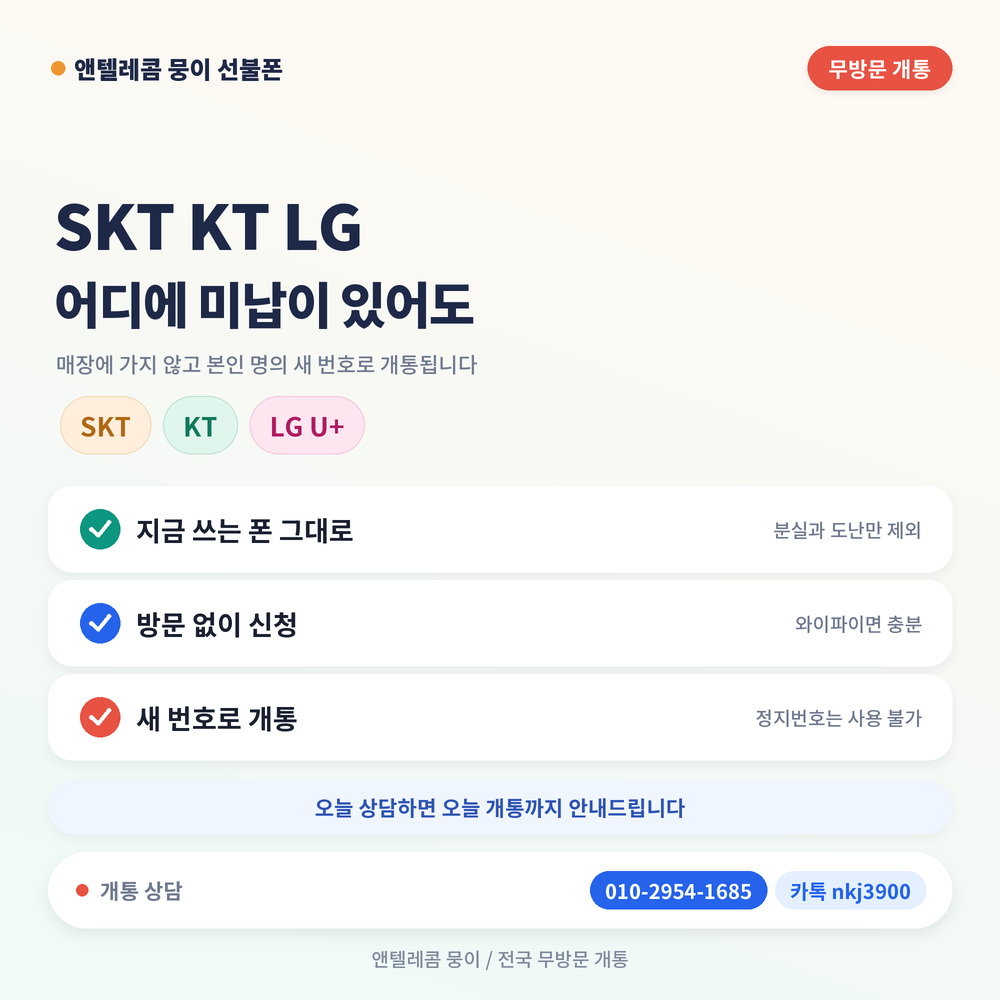 앤텔레콤 뭉이 선불폰
무방문 개통
SKT KT LG
어디에 미납이 있어도
매장에 가지 않고 본인 명의 새 번호로 개통됩니다
SKT KT LG U+
지금 쓰는 폰 그대로 분실과 도난만 제외
방문 없이 신청 와이파이면 충분
새 번호로 개통 정지번호는 사용 불가
오늘 상담하면 오늘 개통까지 안내드립니다
개통 상담 010-2954-1685 카톡 nkj3900
앤텔레콤 뭉이 / 전국 무방문 개통